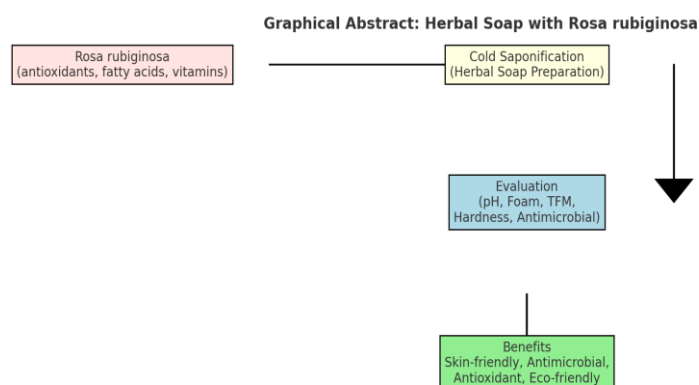 Graphical Abstract: Herbal Soap with Rosa rubiginosa
Rosa rubiginosa
(antioxidants, fatty acids, vitamins)
Cold Saponification
(Herbal Soap Preparation)
Evaluation
(pH, Foam, TFM,
Hardness, Antimicrobial)
Benefits
Skin-friendly, Antimicrobial,
Antioxidant, Eco-friendly